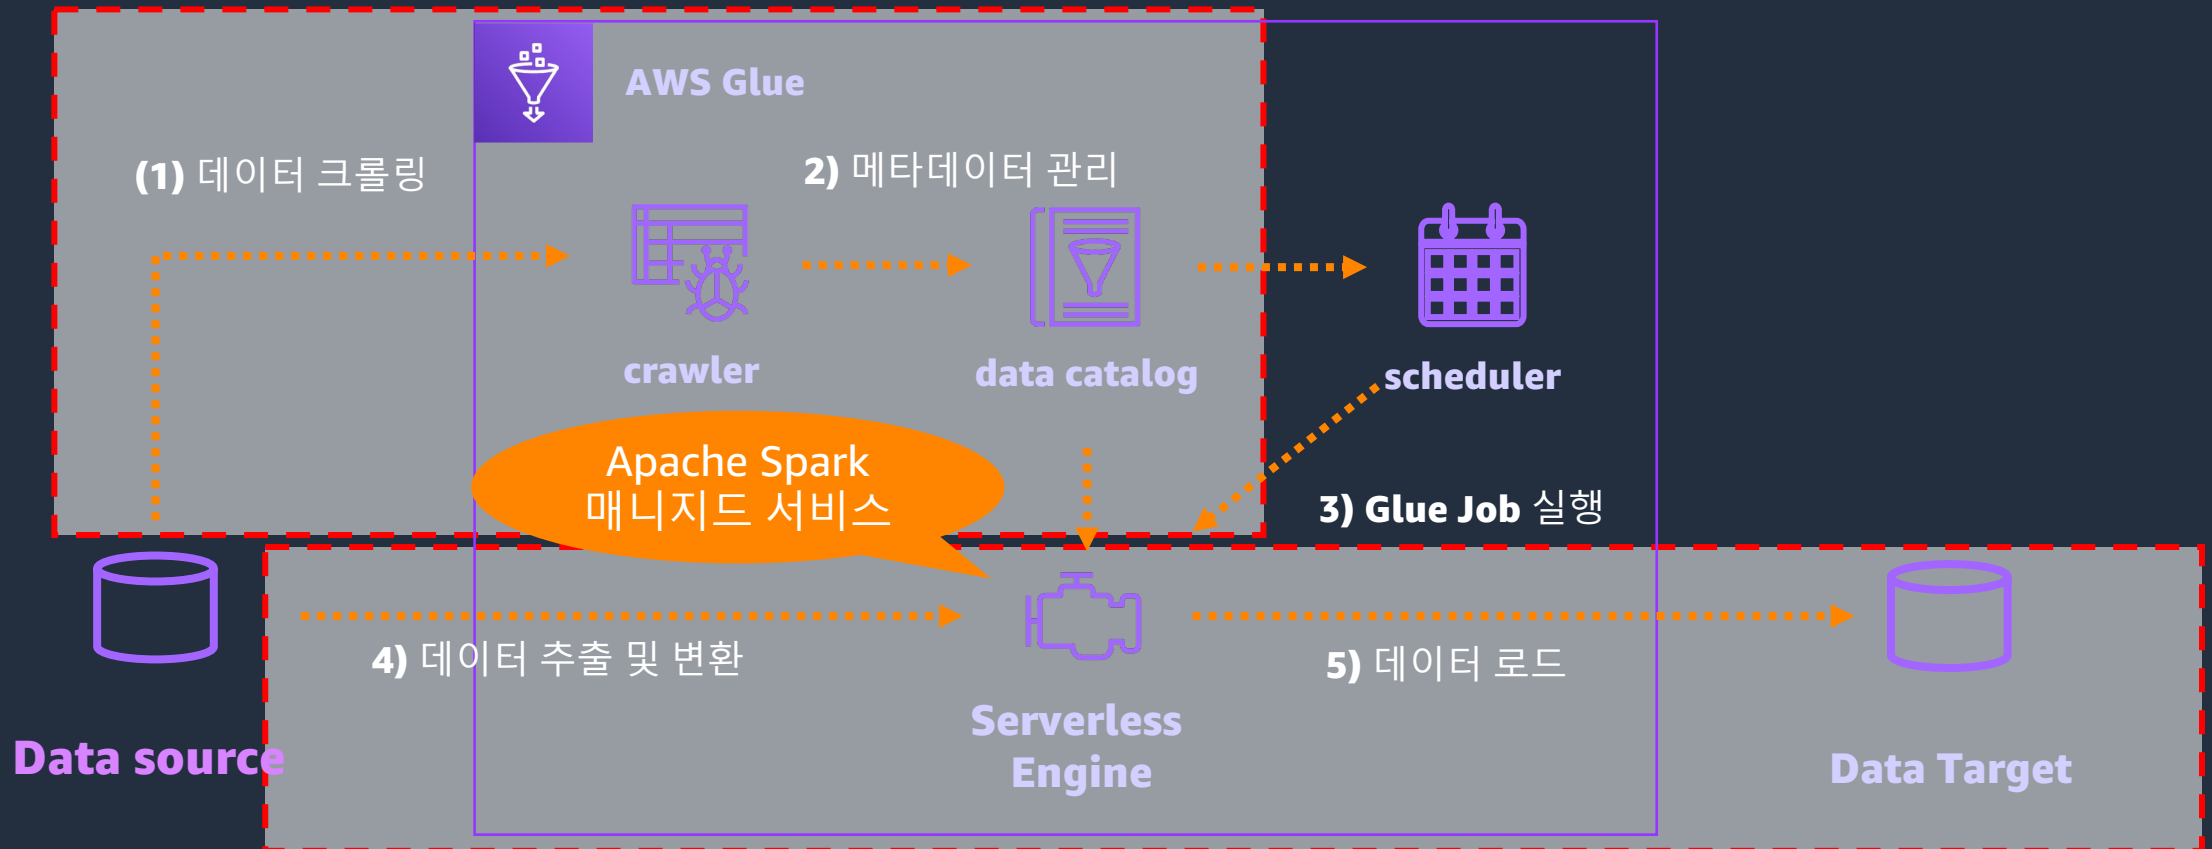 AWS Glue
(1) 데이터 크롤링
2) 메타데이터 관리
crawler
data catalog
scheduler
Apache Spark
매니지드 서비스
3) Glue Job 실행
4) 데이터 추출 및 변환
5) 데이터 로드
Data source
Serverless
Engine
Data Target